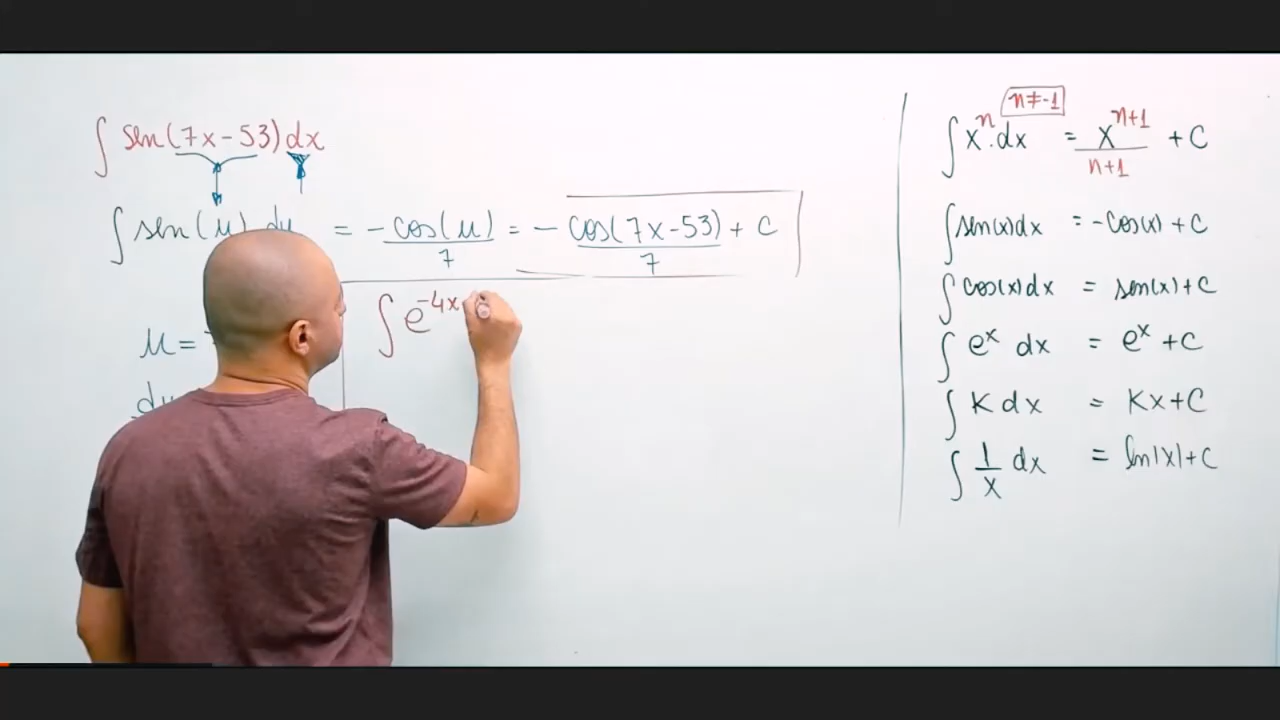 ∫ sen(7x-53)dx
∫ sen(u) du = -cos(u)/7 = -cos(7x-53)/7 + C
u =
du
∫ e^-4x
n≠-1
∫ x^n.dx = x^n+1/n+1 + C
∫ sen(x)dx = -cos(x) + C
∫ cos(x)dx = sen(x)+C
∫ e^x dx = e^x + C
∫ K dx = Kx+C
∫ 1/x dx = ln|x|+C